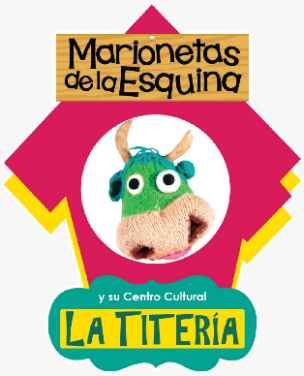 Marionetas
de la Esquina
y su Centro Cultural
LA TITERÍA